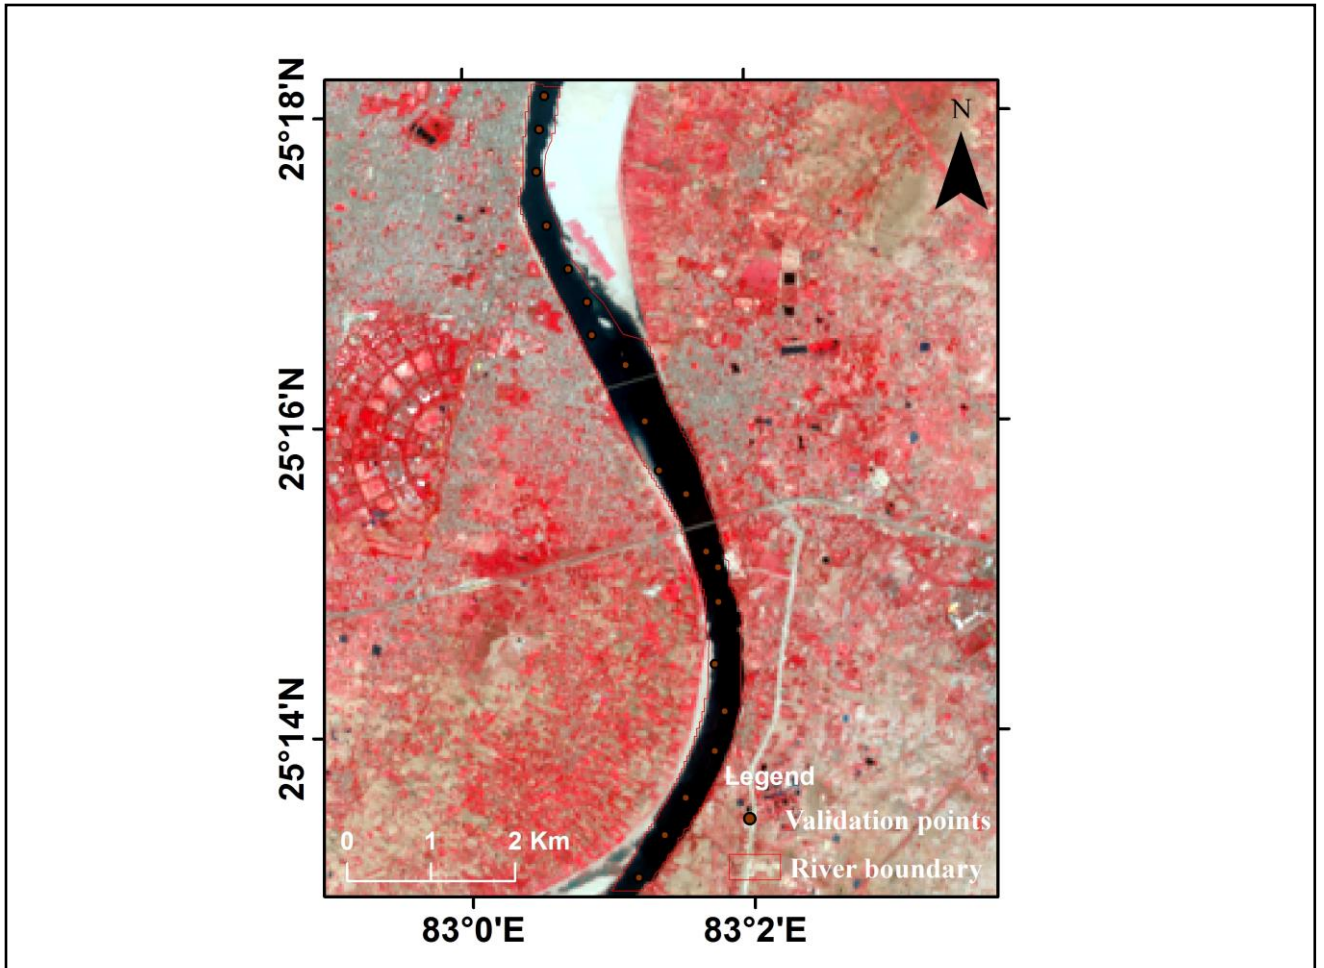 25°18'N
N
25°16'N
25°14'N
Legend
Validation points
0 1 2 Km
River boundary
83°0'E 83°2'E